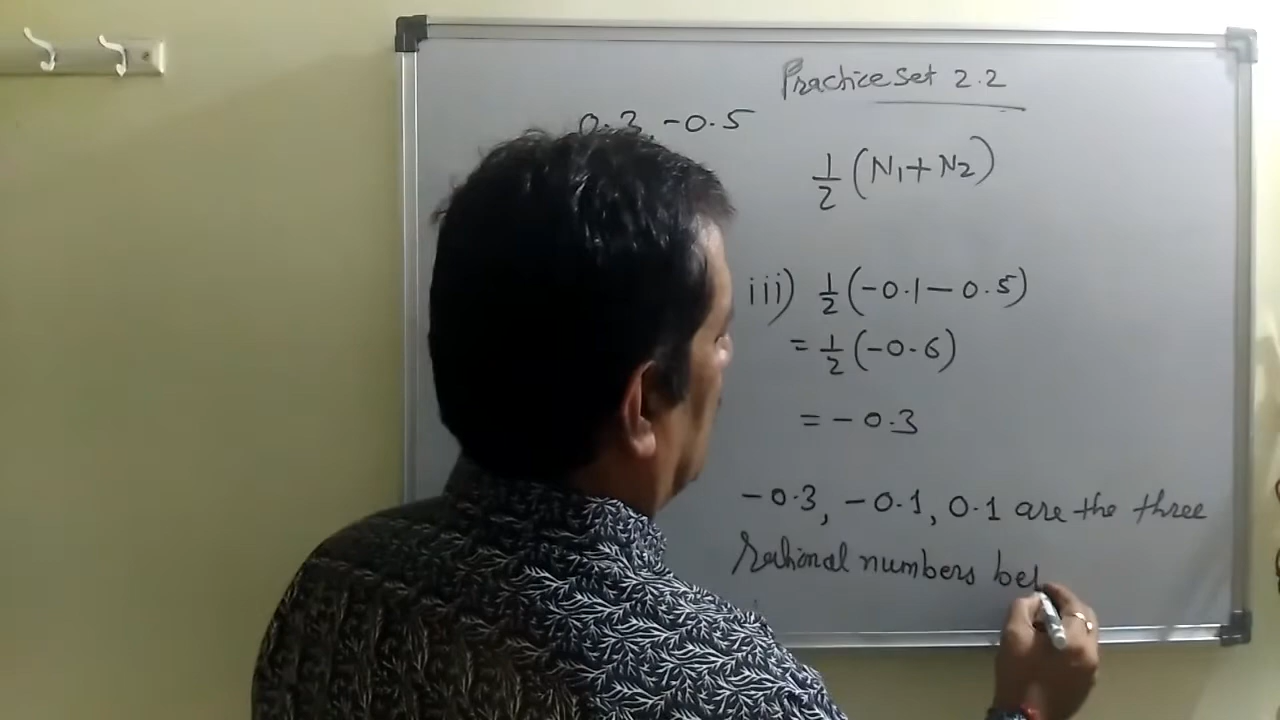 Practice Set 2.2
0.3, -0.5
1/2 (N1 + N2)
iii) 1/2 (-0.1 - 0.5)
= 1/2 (-0.6)
= -0.3
-0.3, -0.1, 0.1 are the three
rational numbers bet